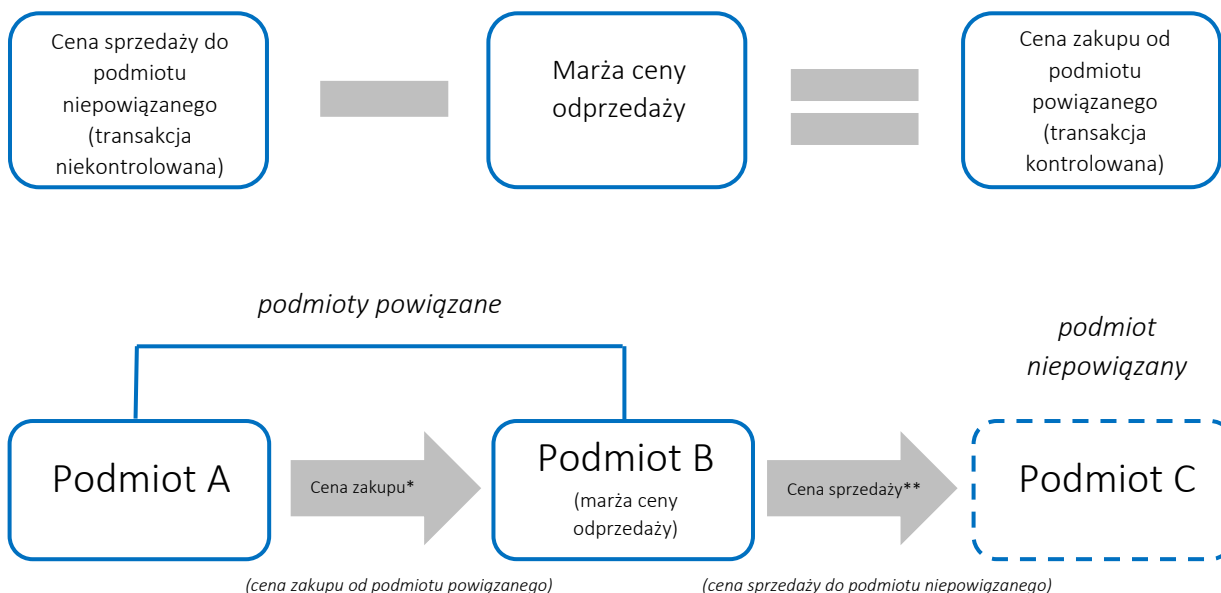 Cena sprzedaży do
podmiotu
niepowiązanego
(transakcja
niekontrolowana)
Marża ceny
odprzedaży
Cena zakupu od
podmiotu
powiązanego
(transakcja
kontrolowana)
podmioty powiązane
podmiot
niepowiązany
Podmiot A
Cena zakupu*
Podmiot B
(marża ceny
odprzedaży)
Cena sprzedaży**
Podmiot C
(cena zakupu od podmiotu powiązanego)
(cena sprzedaży do podmiotu niepowiązanego)